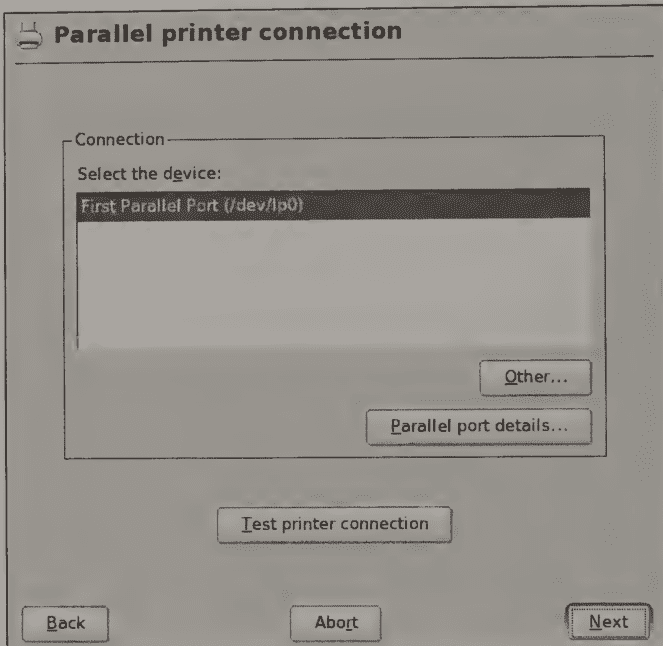 Parallel printer connection
Connection
Select the device:
First Parallel Port (/dev/lp0)
Other...
Parallel port details...
Test printer connection
Back
Abort
Next